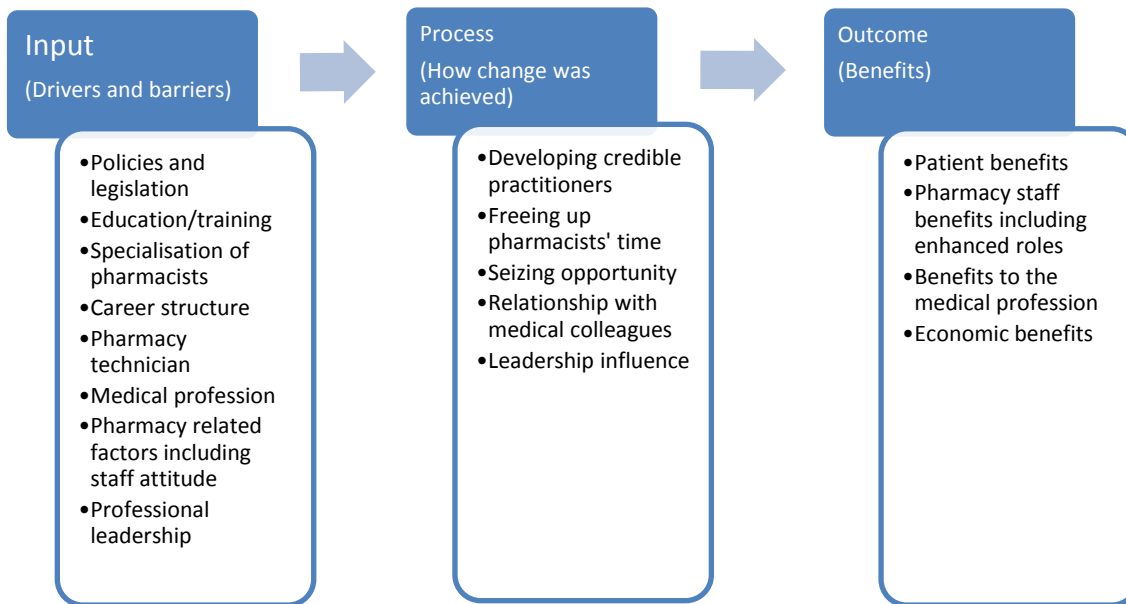 Input
(Drivers and barriers)
•Policies and
legislation
•Education/training
•Specialisation of
pharmacists
•Career structure
•Pharmacy
technician
•Medical profession
•Pharmacy related
factors including
staff attitude
•Professional
leadership
Process
(How change was
achieved)
•Developing credible
practitioners
•Freeing up
pharmacists' time
•Seizing opportunity
•Relationship with
medical colleagues
•Leadership influence
Outcome
(Benefits)
•Patient benefits
•Pharmacy staff
benefits including
enhanced roles
•Benefits to the
medical profession
•Economic benefits